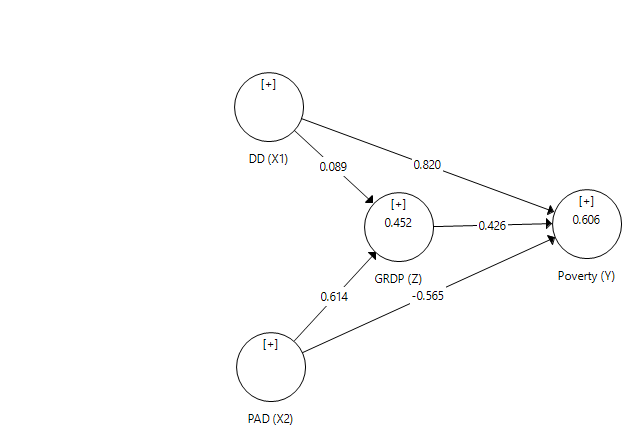 [+]
DD (X1)
0.089
0.820
[+]
0.452
GRDP (Z)
0.426
[+]
0.606
Poverty (Y)
0.614
-0.565
[+]
PAD (X2)